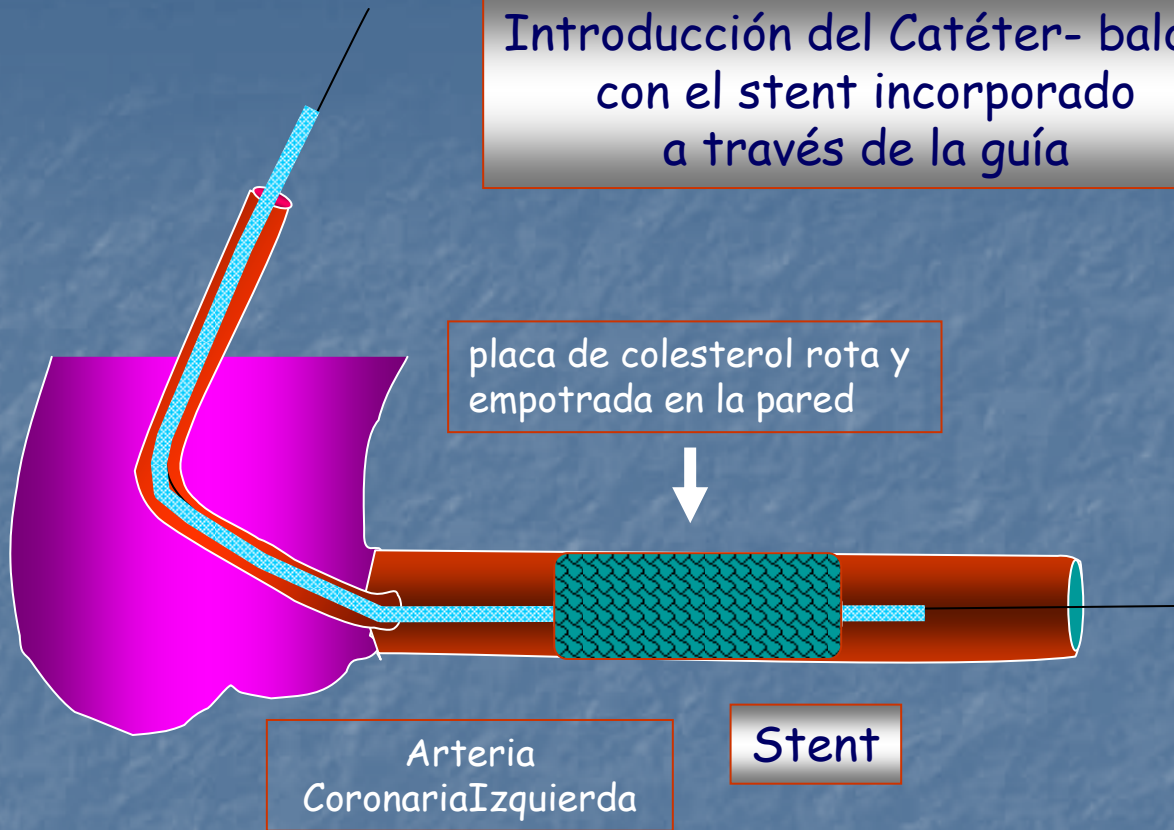 Introducción del Catéter-
con el stent incorporado
a través de la guía
placa de colesterol rota y
empotrada en la pared
Arteria
CoronariaIzquierda
Stent